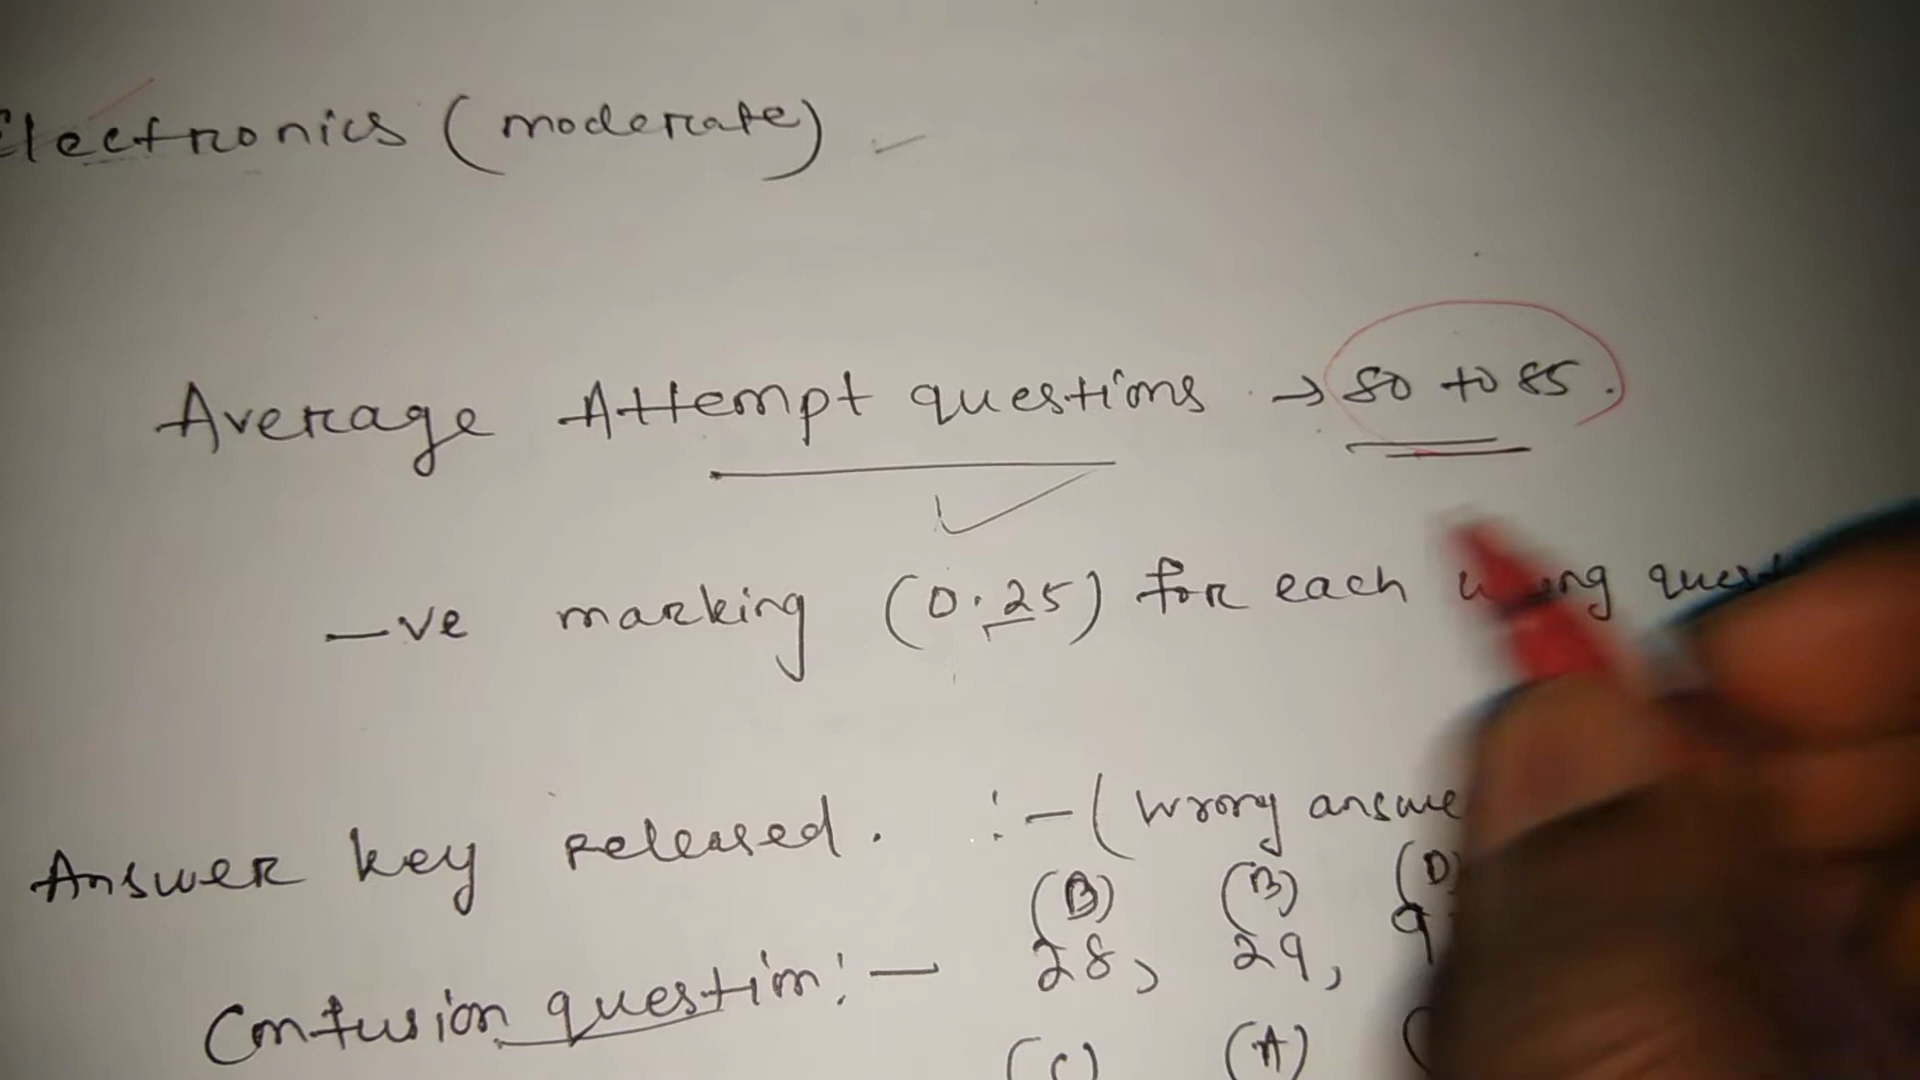 Electronics (moderate)
Average Attempt questions → 80 to 85.
-ve marking (0.25) for each
Answer key released. :- (wrong
(B) (B) (D)
Confusion question:- 28, 29,
(C) (A)